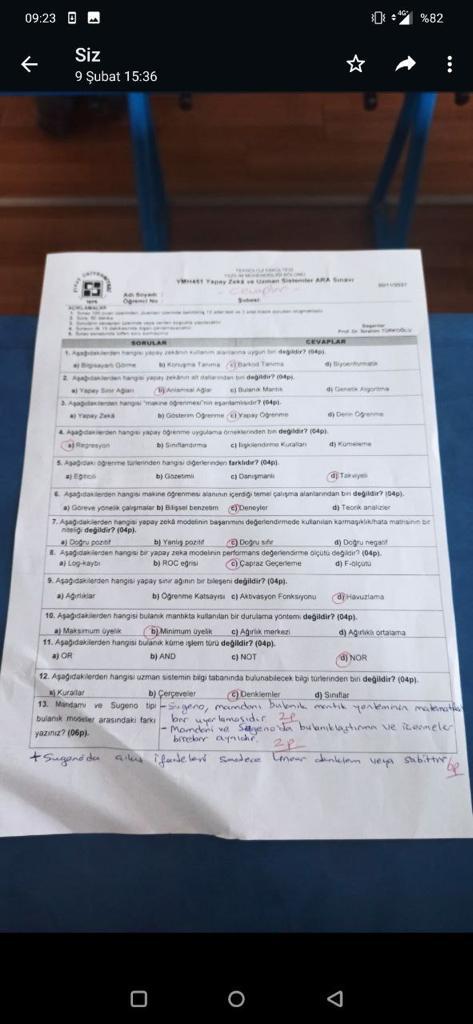 09:23
4G
%82
Siz
9 Şubat 15:36
TEKNOLOJİ FAKÜLTESİ
YAZILIM MÜHENDİSLİĞİ BÖLÜMÜ
YMH451 Yapay Zekâ ve Uzman Sistemler ARA Sınavı
Cevaplar
Adı Soyadı :
Öğrenci No :
Şubesi:
AÇIKLAMALAR
SORULAR
CEVAPLAR
1. Aşağıdakilerden hangisi yapay zekânın kullanım alanlarına uygun biri değildir? (04p).
a) Bilgisayarlı Görme b) Konuşma Tanıma c) Barkod Tanıma d) Biyoenformatik
2. Aşağıdakilerden hangisi yapay zekânın alt dallarından biri değildir? (04p).
a) Yapay Sinir Ağları b) Anlamsal Ağlar c) Bulanık Mantık d) Genetik Algoritma
3. Aşağıdakilerden hangisi "makine öğrenmesi"nin eşanlamlısıdır? (04p).
a) Yapay Zekâ b) Gösterim Öğrenme c) Yapay Öğrenme d) Derin Öğrenme
4. Aşağıdakilerden hangisi yapay öğrenme uygulama örneklerinden biri değildir? (04p).
a) Regresyon b) Sınıflandırma c) İlişkilendirme Kuralları d) Kümeleme
5. Aşağıdaki öğrenme türlerinden hangisi diğerlerinden farklıdır? (04p).
a) Eğiticili b) Gözetimli c) Danışmanlı d) Takviyeli
6. Aşağıdakilerden hangisi makine öğrenmesi alanının içerdiği temel çalışma alanlarından biri değildir? (04p).
a) Göreve yönelik çalışmalar b) Bilişsel benzetim c) Deneyler d) Teorik analizler
7. Aşağıdakilerden hangisi yapay zekâ modelinin başarımını değerlendirmede kullanılan karmaşıklık/hata matrisinin bir
niteliği değildir? (04p).
a) Doğru pozitif b) Yanlış pozitif c) Doğru sıfır d) Doğru negatif
8. Aşağıdakilerden hangisi bir yapay zeka modelinin performans değerlendirme ölçütü değildir? (04p).
a) Log-kaybı b) ROC eğrisi c) Çapraz Geçerleme d) F-ölçütü
9. Aşağıdakilerden hangisi yapay sinir ağının bir bileşeni değildir? (04p).
a) Ağırlıklar b) Öğrenme Katsayısı c) Aktivasyon Fonksiyonu d) Havuzlama
10. Aşağıdakilerden hangisi bulanık mantıkta kullanılan bir durulama yöntemi değildir? (04p).
a) Maksimum üyelik b) Minimum üyelik c) Ağırlık merkezi d) Ağırlıklı ortalama
11. Aşağıdakilerden hangisi bulanık küme işlem türü değildir? (04p).
a) OR b) AND c) NOT d) NOR
12. Aşağıdakilerden hangisi uzman sistemin bilgi tabanında bulunabilecek bilgi türlerinden biri değildir? (04p).
a) Kurallar b) Çerçeveler c) Denklemler d) Sınıflar
13. Mamdami ve Sugeno tipi
bulanık modeller arasındaki farkı
yazınız? (06p).
- Sugeno, mamdani bulanık mantık yönteminin matematiksel
bir uyarlamasıdır. 2p
- Mamdani ve Sugeno'da bulanıklaştırma ve
birebir aynıdır. 2p
+ Sugeno'da çıkış ifadeleri sadece lineer denklem veya sabittir 6p